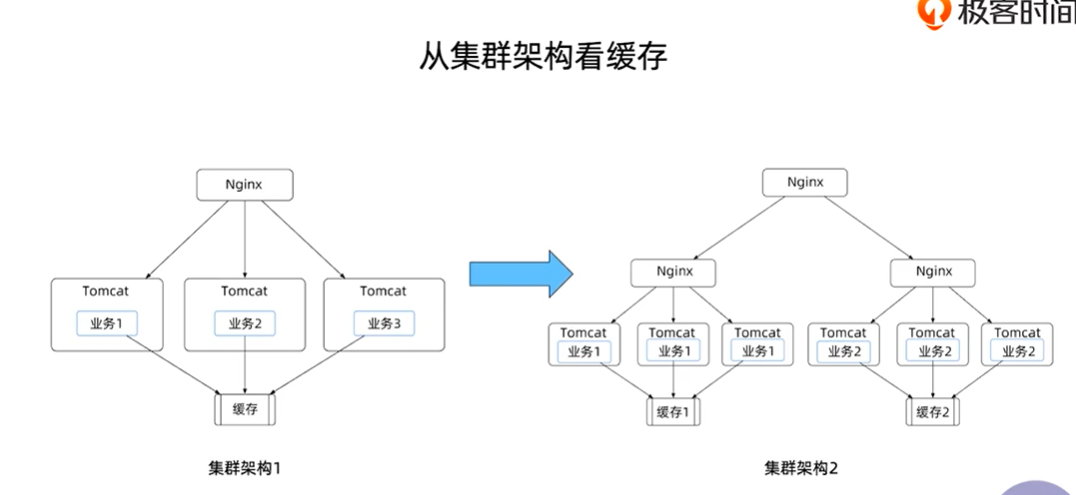 极客时间
从集群架构看缓存
Nginx
Tomcat
业务1
Tomcat
业务2
Tomcat
业务3
缓存
集群架构1
Nginx
Nginx
Nginx
Tomcat
业务1
Tomcat
业务1
Tomcat
业务1
Tomcat
业务2
Tomcat
业务2
Tomcat
业务2
缓存1
缓存2
集群架构2